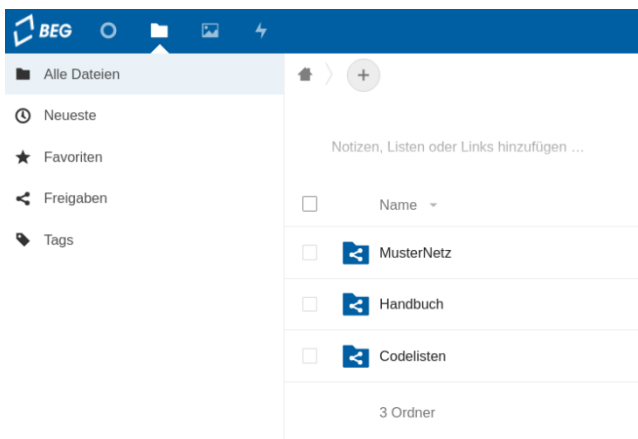 BEG
Alle Dateien
Neueste
Favoriten
Freigaben
Tags
Notizen, Listen oder Links hinzufügen …
Name
MusterNetz
Handbuch
Codelisten
3 Ordner